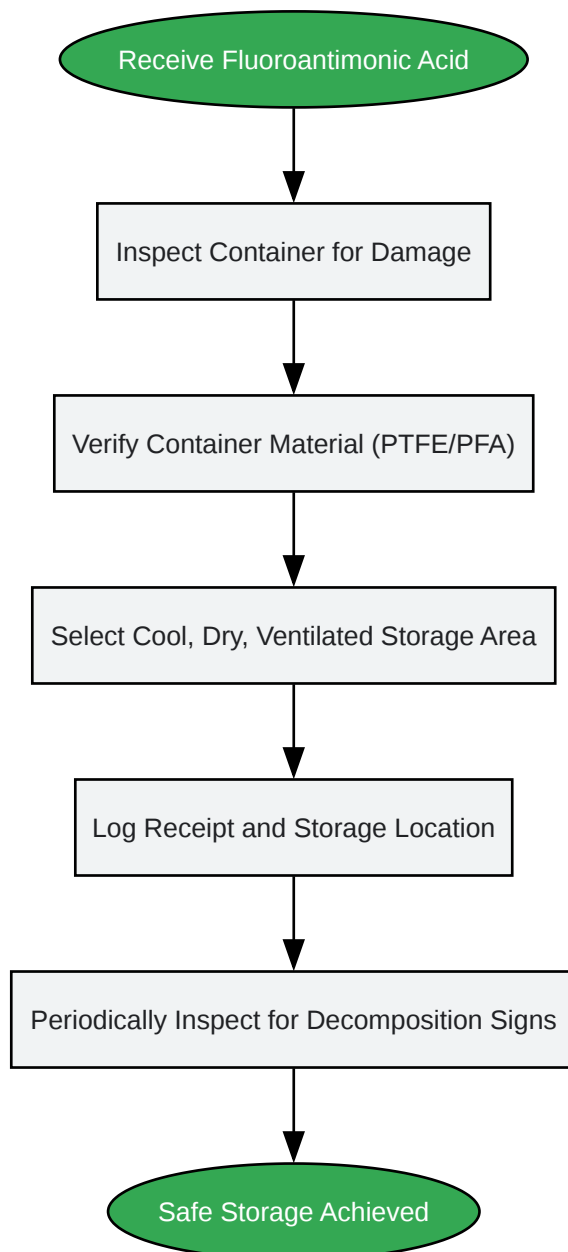 Receive Fluoroantimonic Acid
Inspect Container for Damage
Verify Container Material (PTFE/PFA)
Select Cool, Dry, Ventilated Storage Area
Log Receipt and Storage Location
Periodically Inspect for Decomposition Signs
Safe Storage Achieved